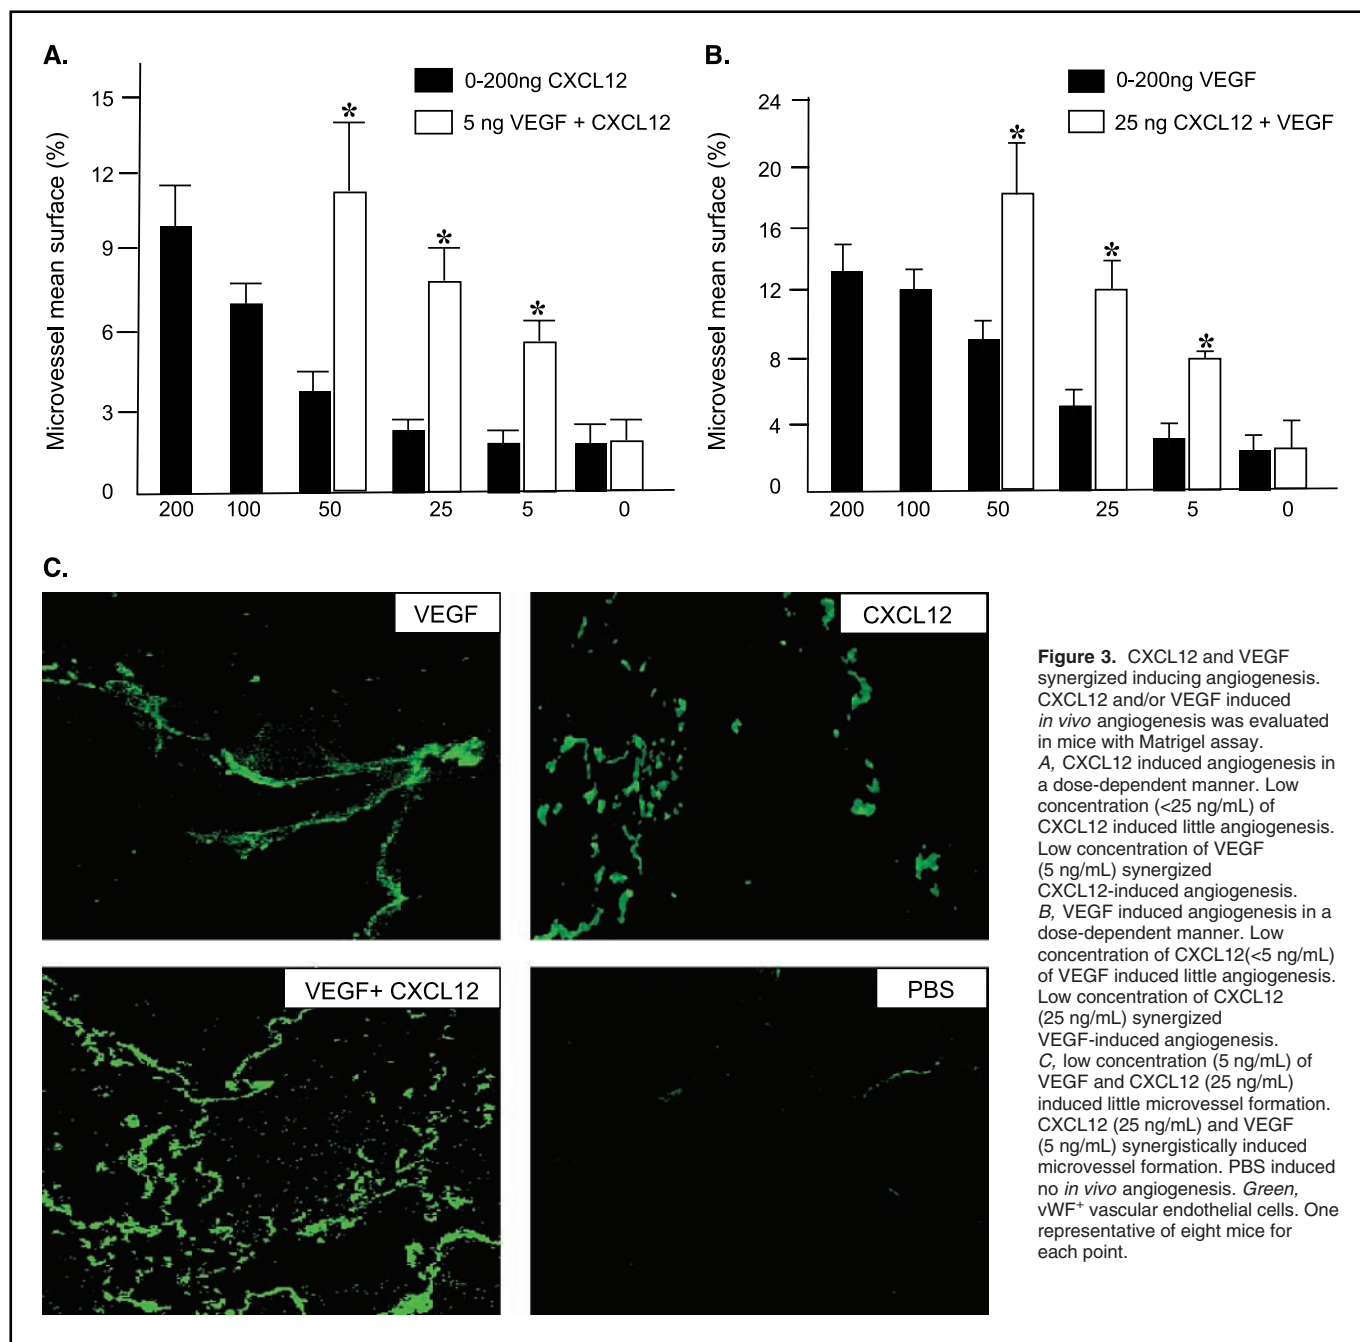 A.
0-200ng CXCL12
5 ng VEGF + CXCL12
Microvessel mean surface (%)
15
12
9
6
3
0
*
*
*
200 100 50 25 5 0
B.
0-200ng VEGF
25 ng CXCL12 + VEGF
Microvessel mean surface (%)
24
20
16
12
8
4
0
*
*
*
200 100 50 25 5 0
C.
VEGF
CXCL12
VEGF+ CXCL12
PBS
Figure 3. CXCL12 and VEGF
synergized inducing angiogenesis.
CXCL12 and/or VEGF induced
in vivo angiogenesis was evaluated
in mice with Matrigel assay.
A, CXCL12 induced angiogenesis in
a dose-dependent manner. Low
concentration (<25 ng/mL) of
CXCL12 induced little angiogenesis.
Low concentration of VEGF
(5 ng/mL) synergized
CXCL12-induced angiogenesis.
B, VEGF induced angiogenesis in a
dose-dependent manner. Low
concentration of CXCL12(<5 ng/mL)
of VEGF induced little angiogenesis.
Low concentration of CXCL12
(25 ng/mL) synergized
VEGF-induced angiogenesis.
C, low concentration (5 ng/mL) of
VEGF and CXCL12 (25 ng/mL)
induced little microvessel formation.
CXCL12 (25 ng/mL) and VEGF
(5 ng/mL) synergistically induced
microvessel formation. PBS induced
no in vivo angiogenesis. Green,
vWF⁺ vascular endothelial cells. One
representative of eight mice for
each point.